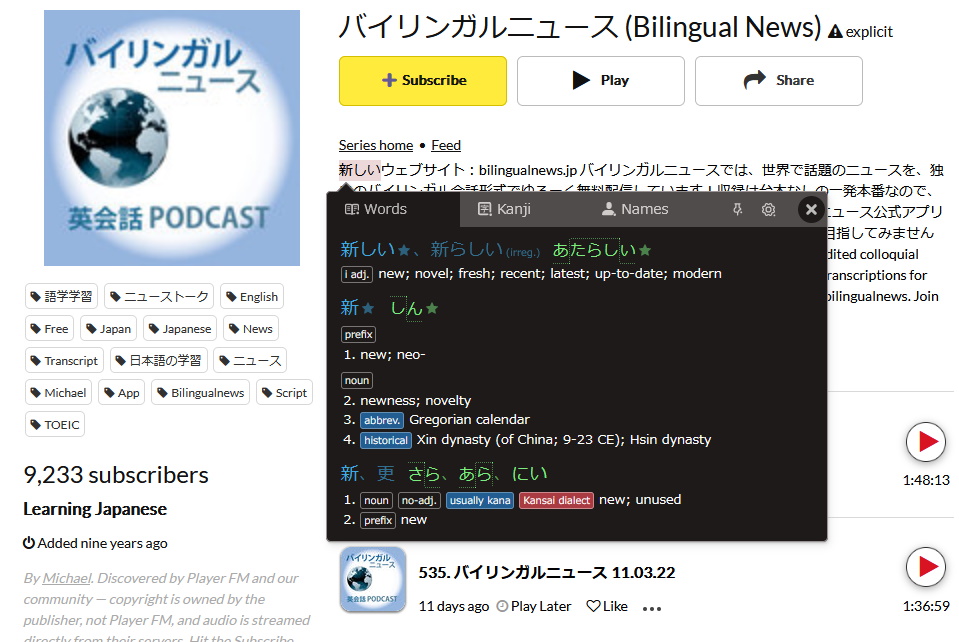 バイリンガル
ニュース
英会話 PODCAST
バイリンガルニュース (Bilingual News) explicit
+ Subscribe
Play
Share
Series home • Feed
新しいウェブサイト：bilingualnews.jp バイリンガルニュースでは、世界で話題のニュースを、独
のバイリンガル会話形式でゆるーく無料配信しています！収録は台本なしの一発本番なので、
ニュース公式アプリ
目指してみません
dited colloquial
ranscriptions for
bilingualnews. Join
Words
Kanji
Names
新しい★、新らしい(irreg.) あたらしい★
i adj. new; novel; fresh; recent; latest; up-to-date; modern
新★ しん★
prefix
1. new; neo-
noun
2. newness; novelty
3. abbrev. Gregorian calendar
4. historical Xin dynasty (of China; 9-23 CE); Hsin dynasty
新、更 さら、あら、にい
1. noun no-adj. usually kana Kansai dialect new; unused
2. prefix new
語学学習
ニューストーク
English
Free
Japan
Japanese
News
Transcript
日本語の学習
ニュース
Michael
App
Bilingualnews
Script
TOEIC
9,233 subscribers
Learning Japanese
Added nine years ago
By Michael. Discovered by Player FM and our
community — copyright is owned by the
publisher, not Player FM, and audio is streamed
directly from their servers. Hit the Subscribe
1:48:13
バイリンガル
ニュース
英会話 PODCAST
535. バイリンガルニュース 11.03.22
11 days ago Play Later Like
1:36:59